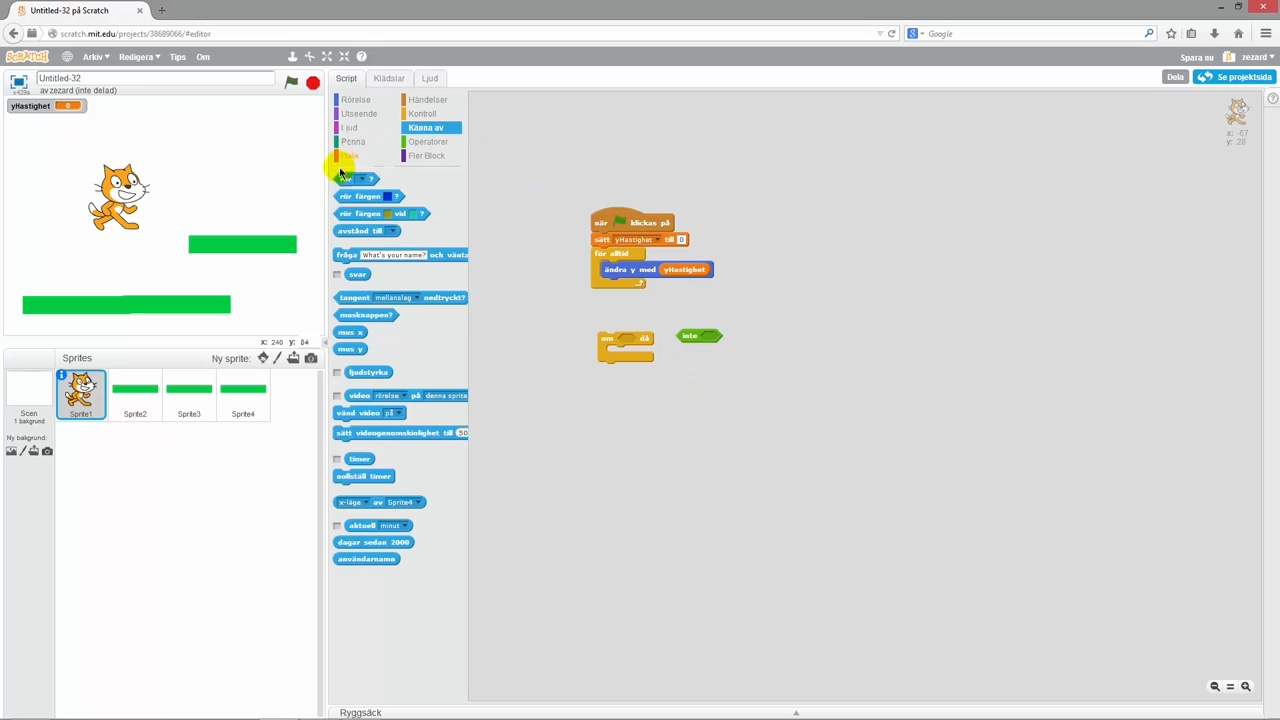 Untitled-32 på Scratch
scratch.mit.edu/projects/38689066/#editor
Google
SCRATCH Arkiv Redigera Tips Om
Spara nu zezard
Untitled-32
av zezard (inte delad)
v429a
Script Klädslar Ljud
Dela Se projektsida
yHastighet 0
Rörelse Händelser
Utseende Kontroll
Ljud Känna av
Penna Operatorer
Data Fler Block
?
rör färgen ?
rör färgen vid ?
avstånd till
fråga What's your name? och vänta
svar
tangent mellanslag nedtryckt?
musknappen?
mus x
mus y
ljudstyrka
video rörelse på denna sprite
vänd video på
sätt videogenomskinlighet till 50
timer
nollställ timer
x-läge av Sprite4
aktuell minut
dagar sedan 2000
användarnamn
när klickas på
sätt yHastighet till 0
för alltid
ändra y med yHastighet
om då
inte
x: -67
y: 28
x: 240 y: 64
Sprites Ny sprite:
Scen
1 bakgrund
Ny bakgrund:
Sprite1 Sprite2 Sprite3 Sprite4
Ryggsäck